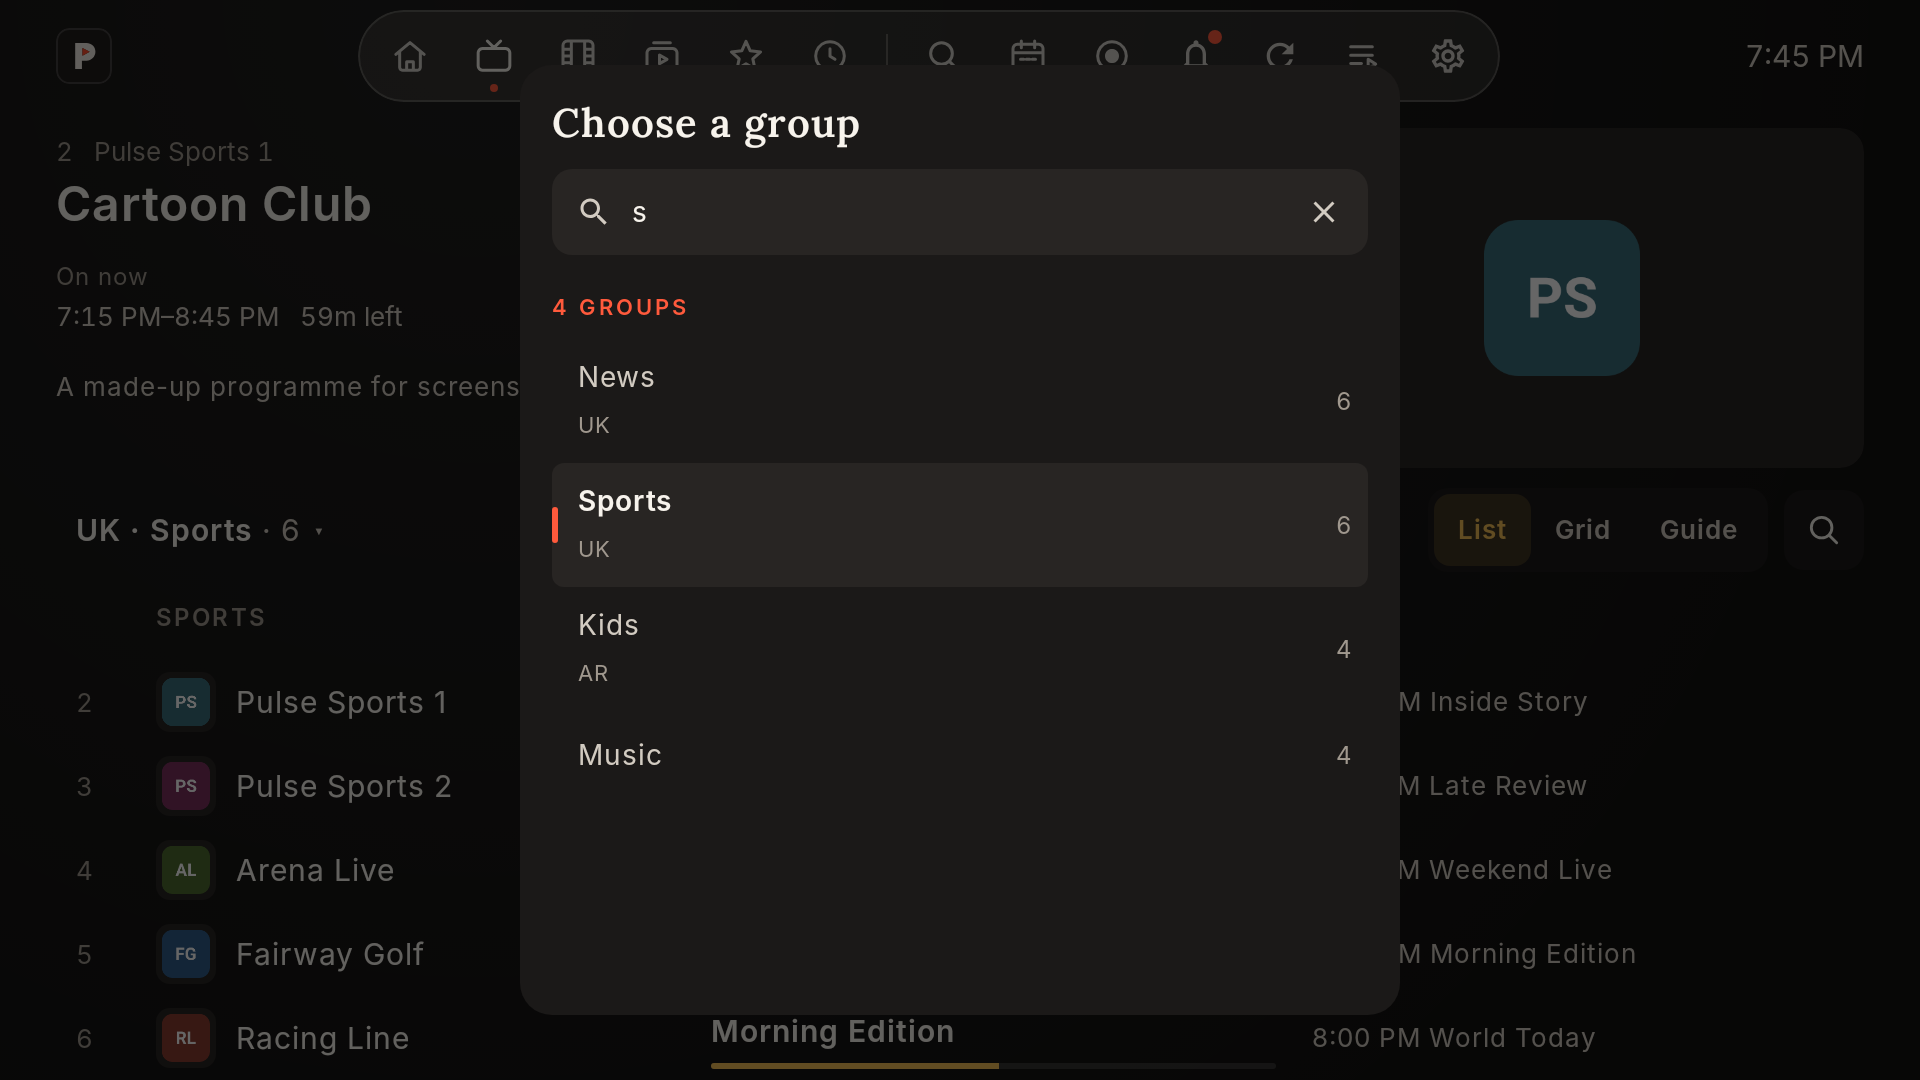 P
7:45 PM
2 Pulse Sports 1
Cartoon Club
On now
7:15 PM–8:45 PM 59m left
A made-up programme for screens
Choose a group
s
4 GROUPS
News
UK
6
Sports
UK
6
Kids
AR
4
Music
4
PS
UK · Sports · 6
List
Grid
Guide
SPORTS
2 PS Pulse Sports 1
M Inside Story
3 PS Pulse Sports 2
M Late Review
4 AL Arena Live
M Weekend Live
5 FG Fairway Golf
M Morning Edition
6 RL Racing Line
Morning Edition
8:00 PM World Today